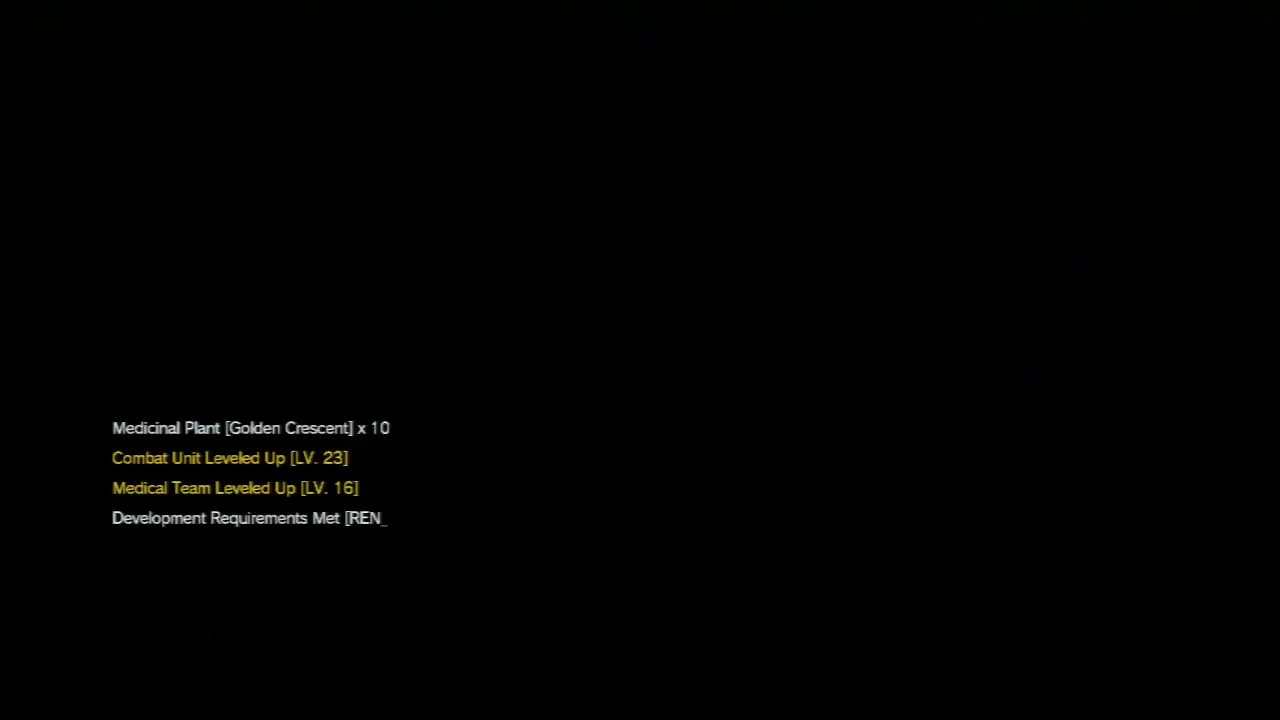 Medicinal Plant [Golden Crescent] x 10
Combat Unit Leveled Up [LV. 23]
Medical Team Leveled Up [LV. 16]
Development Requirements Met [REN_